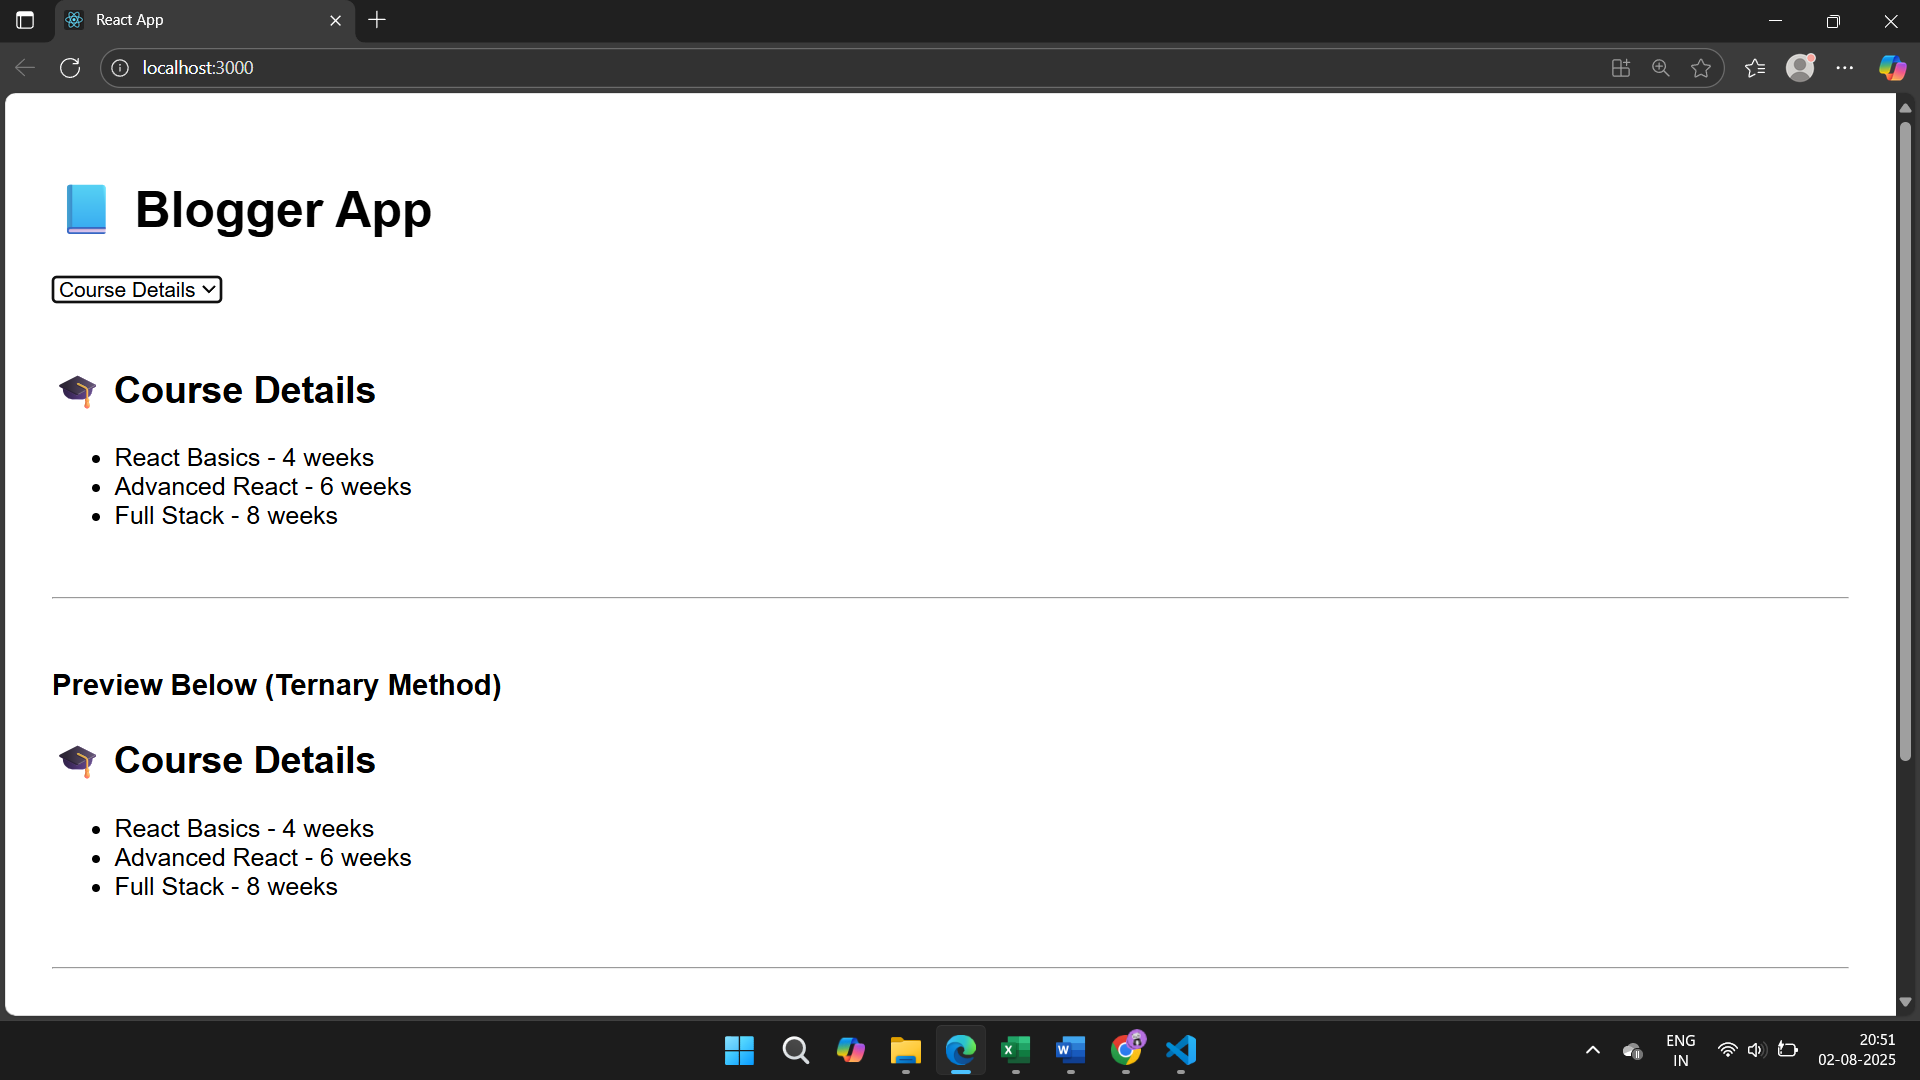 React App
localhost:3000
📘 Blogger App
Course Details
🎓 Course Details
• React Basics - 4 weeks
• Advanced React - 6 weeks
• Full Stack - 8 weeks
Preview Below (Ternary Method)
🎓 Course Details
• React Basics - 4 weeks
• Advanced React - 6 weeks
• Full Stack - 8 weeks
ENG
IN
20:51
02-08-2025